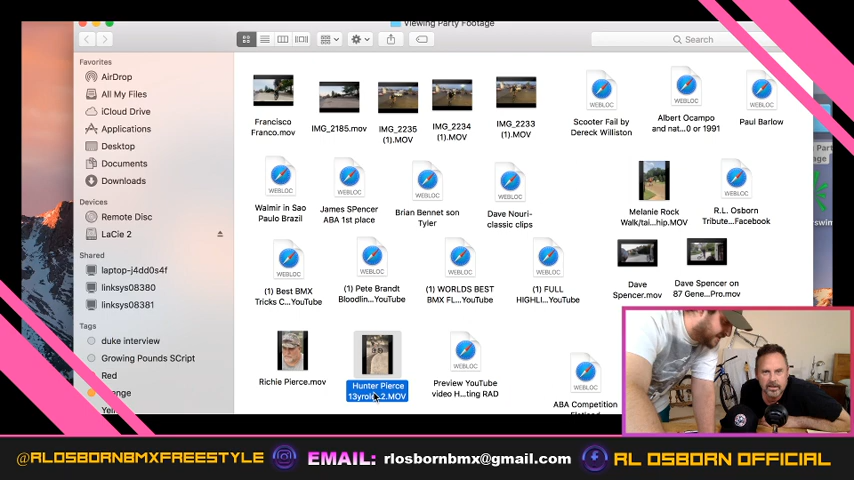 Viewing Party Footage
Search
Favorites
AirDrop
All My Files
iCloud Drive
Applications
Desktop
Documents
Downloads
Devices
Remote Disc
LaCie 2
Shared
laptop-j4dd0s4f
linksys08380
linksys08381
Tags
duke interview
Growing Pounds SCript
Red
Francisco
Franco.mov
IMG_2185.mov
IMG_2235
(1).MOV
IMG_2234
(1).MOV
IMG_2233
(1).MOV
WEBLOC
Scooter Fail by
Dereck Williston
WEBLOC
Albert Ocampo
and nat...0 or 1991
WEBLOC
Paul Barlow
WEBLOC
Walmir in Sao
Paulo Brazil
WEBLOC
James SPencer
ABA 1st place
WEBLOC
Brian Bennet son
Tyler
WEBLOC
Dave Nouri-
classic clips
Melanie Rock
Walk/tai...hip.MOV
WEBLOC
R.L. Osborn
Tribute...Facebook
WEBLOC
(1) Best BMX
Tricks C...YouTube
WEBLOC
(1) Pete Brandt
Bloodlin...YouTube
WEBLOC
(1) WORLDS BEST
BMX FL...YouTube
WEBLOC
(1) FULL
HIGHLI...YouTube
Dave
Spencer.mov
Dave Spencer on
87 Gene...Pro.mov
Richie Pierce.mov
Hunter Pierce
WEBLOC
Preview YouTube
video H...ting RAD
WEBLOC
ABA Competition
@RLOSBORNBMXFREESTYLE
EMAIL: rlosbornbmx@gmail.com
RL OSBORN OFFICIAL